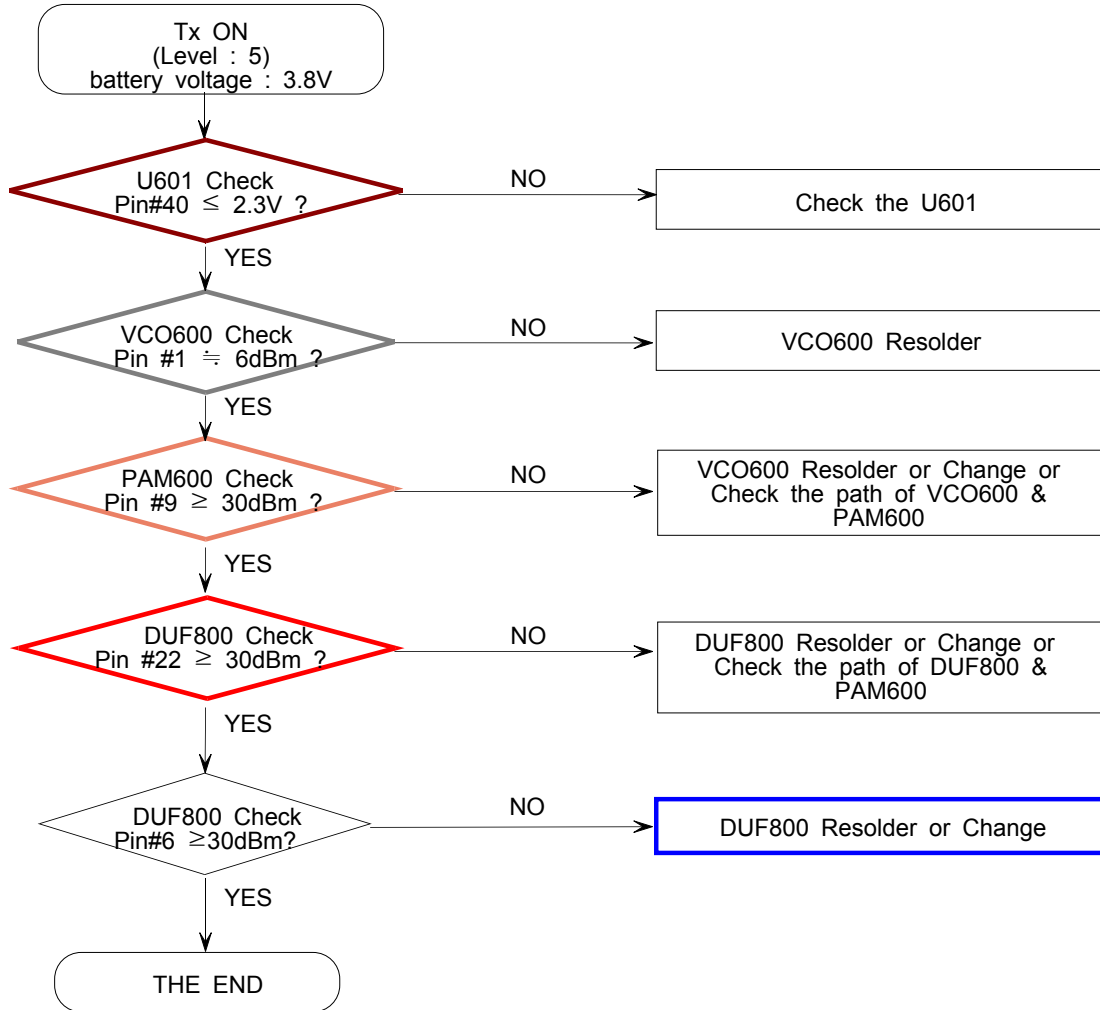 Tx ON
(Level : 5)
battery voltage : 3.8V
U601 Check
Pin#40 ≤ 2.3V ?
NO
Check the U601
YES
VCO600 Check
Pin #1 ≒ 6dBm ?
NO
VCO600 Resolder
YES
PAM600 Check
Pin #9 ≥ 30dBm ?
NO
VCO600 Resolder or Change or
Check the path of VCO600 &
PAM600
YES
DUF800 Check
Pin #22 ≥ 30dBm ?
NO
DUF800 Resolder or Change or
Check the path of DUF800 &
PAM600
YES
DUF800 Check
Pin#6 ≥30dBm?
NO
DUF800 Resolder or Change
YES
THE END